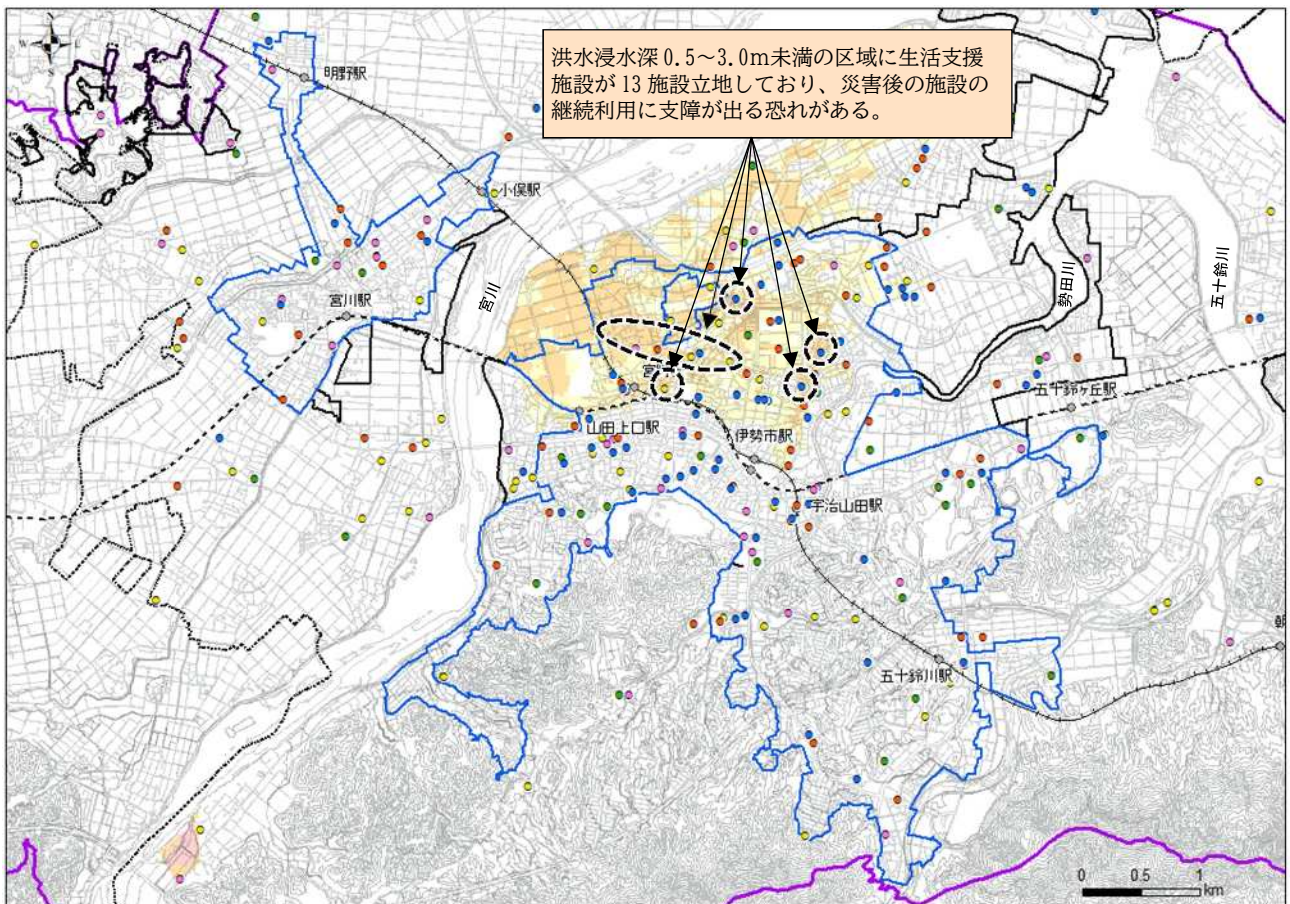 洪水浸水深 0.5～3.0m未満の区域に生活支援
施設が 13 施設立地しており、災害後の施設の
継続利用に支障が出る恐れがある。
N
W
E
S
明野駅
小俣駅
宮川駅
宮川
勢田川
五十鈴川
宮
五十鈴ヶ丘駅
山田上口駅
伊勢市駅
宇治山田駅
五十鈴川駅
朝
0 0.5 1
km